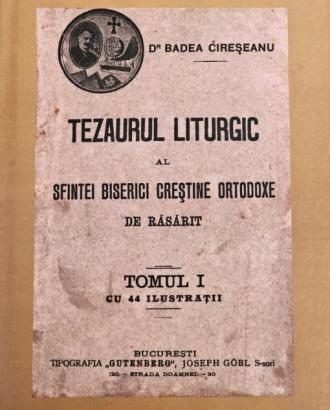 Dr BADEA CIREŞEANU
TEZAURUL LITURGIC
AL
SFINTEI BISERICI CREŞTINE ORTODOXE
DE RĂSĂRIT
TOMUL I
CU 44 ILUSTRAŢII
BUCUREŞTI
TIPOGRAFIA „GUTENBERG", JOSEPH GÖBL S-sori
20. — STRADA DOAMNEI. — 20